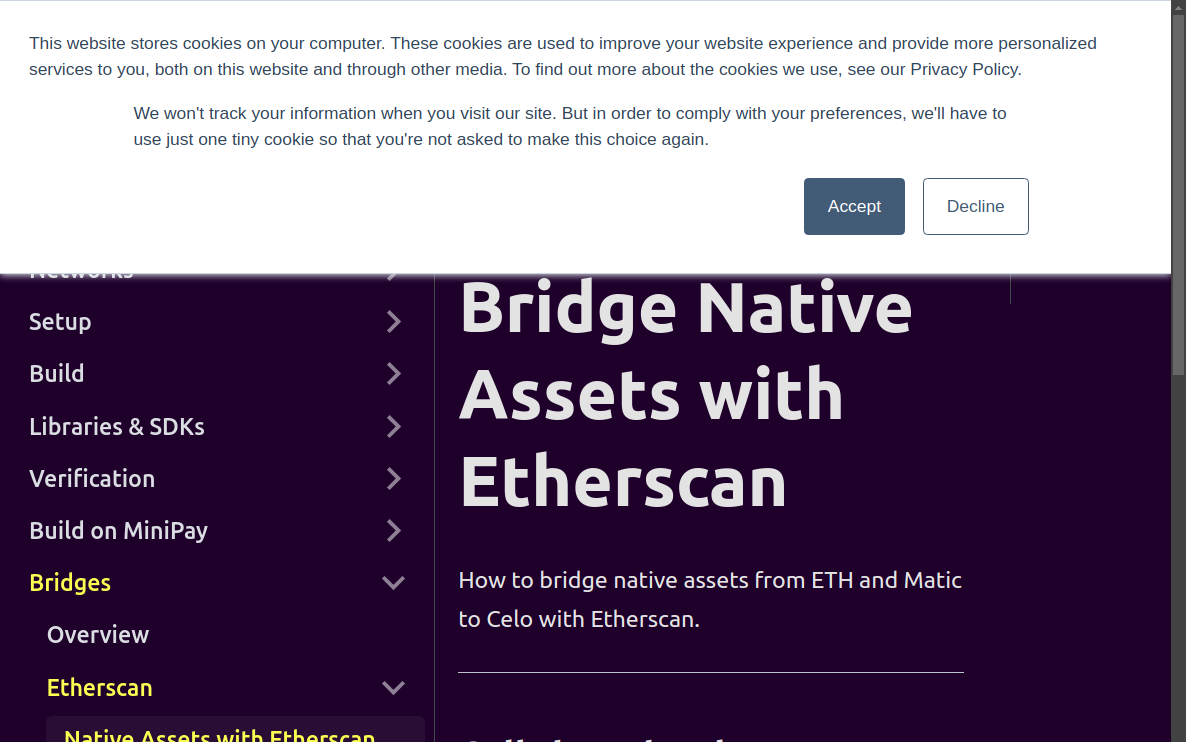 This website stores cookies on your computer. These cookies are used to improve your website experience and provide more personalized
services to you, both on this website and through other media. To find out more about the cookies we use, see our Privacy Policy.
We won't track your information when you visit our site. But in order to comply with your preferences, we'll have to
use just one tiny cookie so that you're not asked to make this choice again.
Accept
Decline
Networks
Setup
Build
Libraries & SDKs
Verification
Build on MiniPay
Bridges
Overview
Etherscan
Native Assets with Etherscan
Bridge Native
Assets with
Etherscan
How to bridge native assets from ETH and Matic
to Celo with Etherscan.